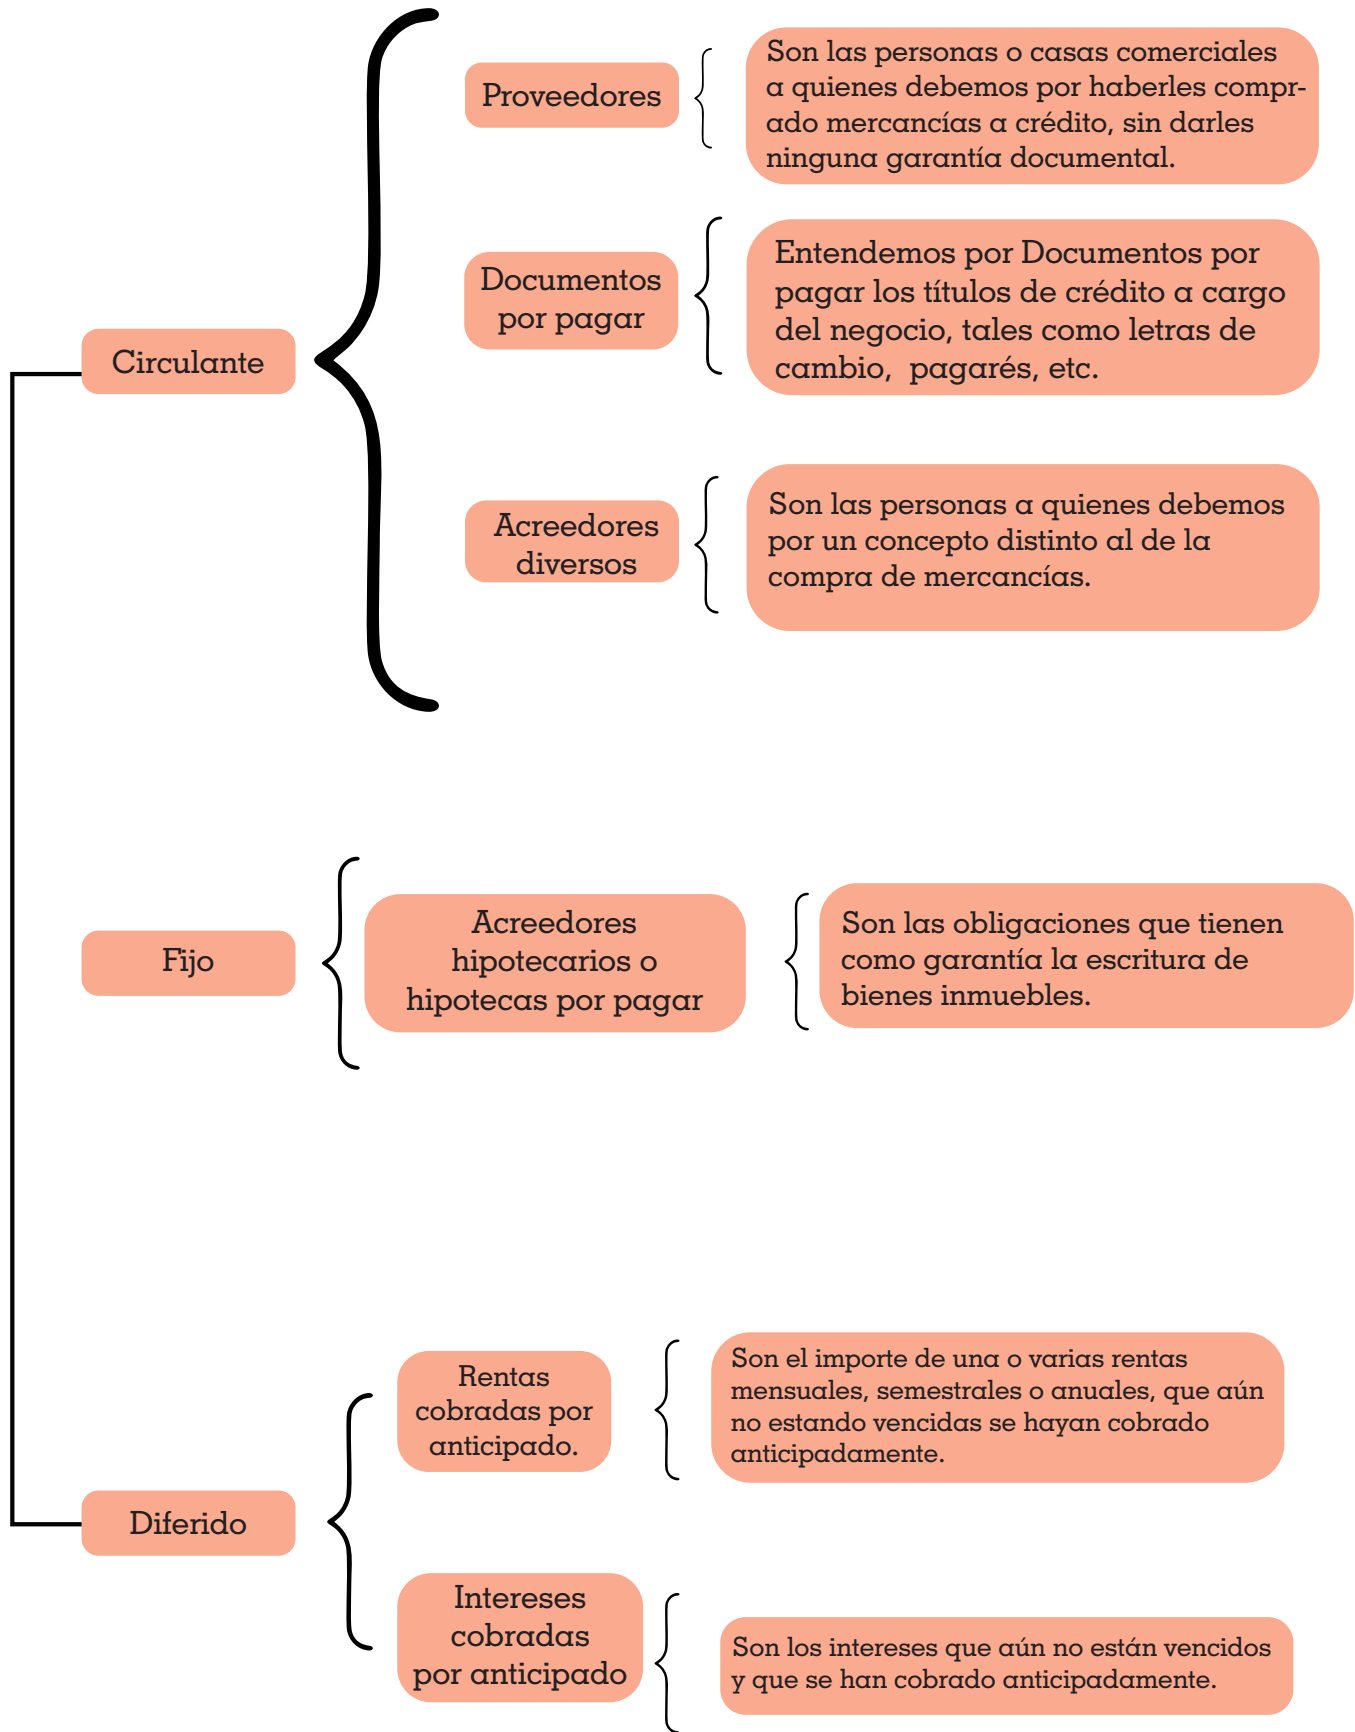 Circulante
Proveedores
Son las personas o casas comerciales
a quienes debemos por haberles compr-
ado mercancías a crédito, sin darles
ninguna garantía documental.
Documentos
por pagar
Entendemos por Documentos por
pagar los títulos de crédito a cargo
del negocio, tales como letras de
cambio,  pagarés, etc.
Acreedores
diversos
Son las personas a quienes debemos
por un concepto distinto al de la
compra de mercancías.
Fijo
Acreedores
hipotecarios o
hipotecas por pagar
Son las obligaciones que tienen
como garantía la escritura de
bienes inmuebles.
Diferido
Rentas
cobradas por
anticipado.
Son el importe de una o varias rentas
mensuales, semestrales o anuales, que aún
no estando vencidas se hayan cobrado
anticipadamente.
Intereses
cobradas
por anticipado
Son los intereses que aún no están vencidos
y que se han cobrado anticipadamente.